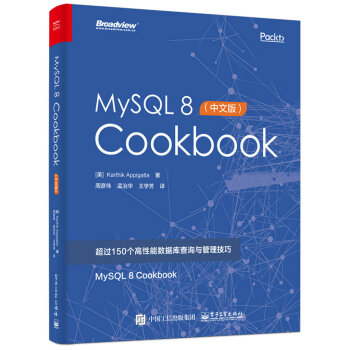 Broadview®
Packt>
MySQL 8 (中文版)
Cookbook
[美] Karthik Appigatla 著
周彦伟 孟治华 王学芳 译
超过150个高性能数据库查询与管理技巧
MySQL 8 Cookbook
中国工信出版集团
电子工业出版社
MySQL 8 Cookbook
(中文版)